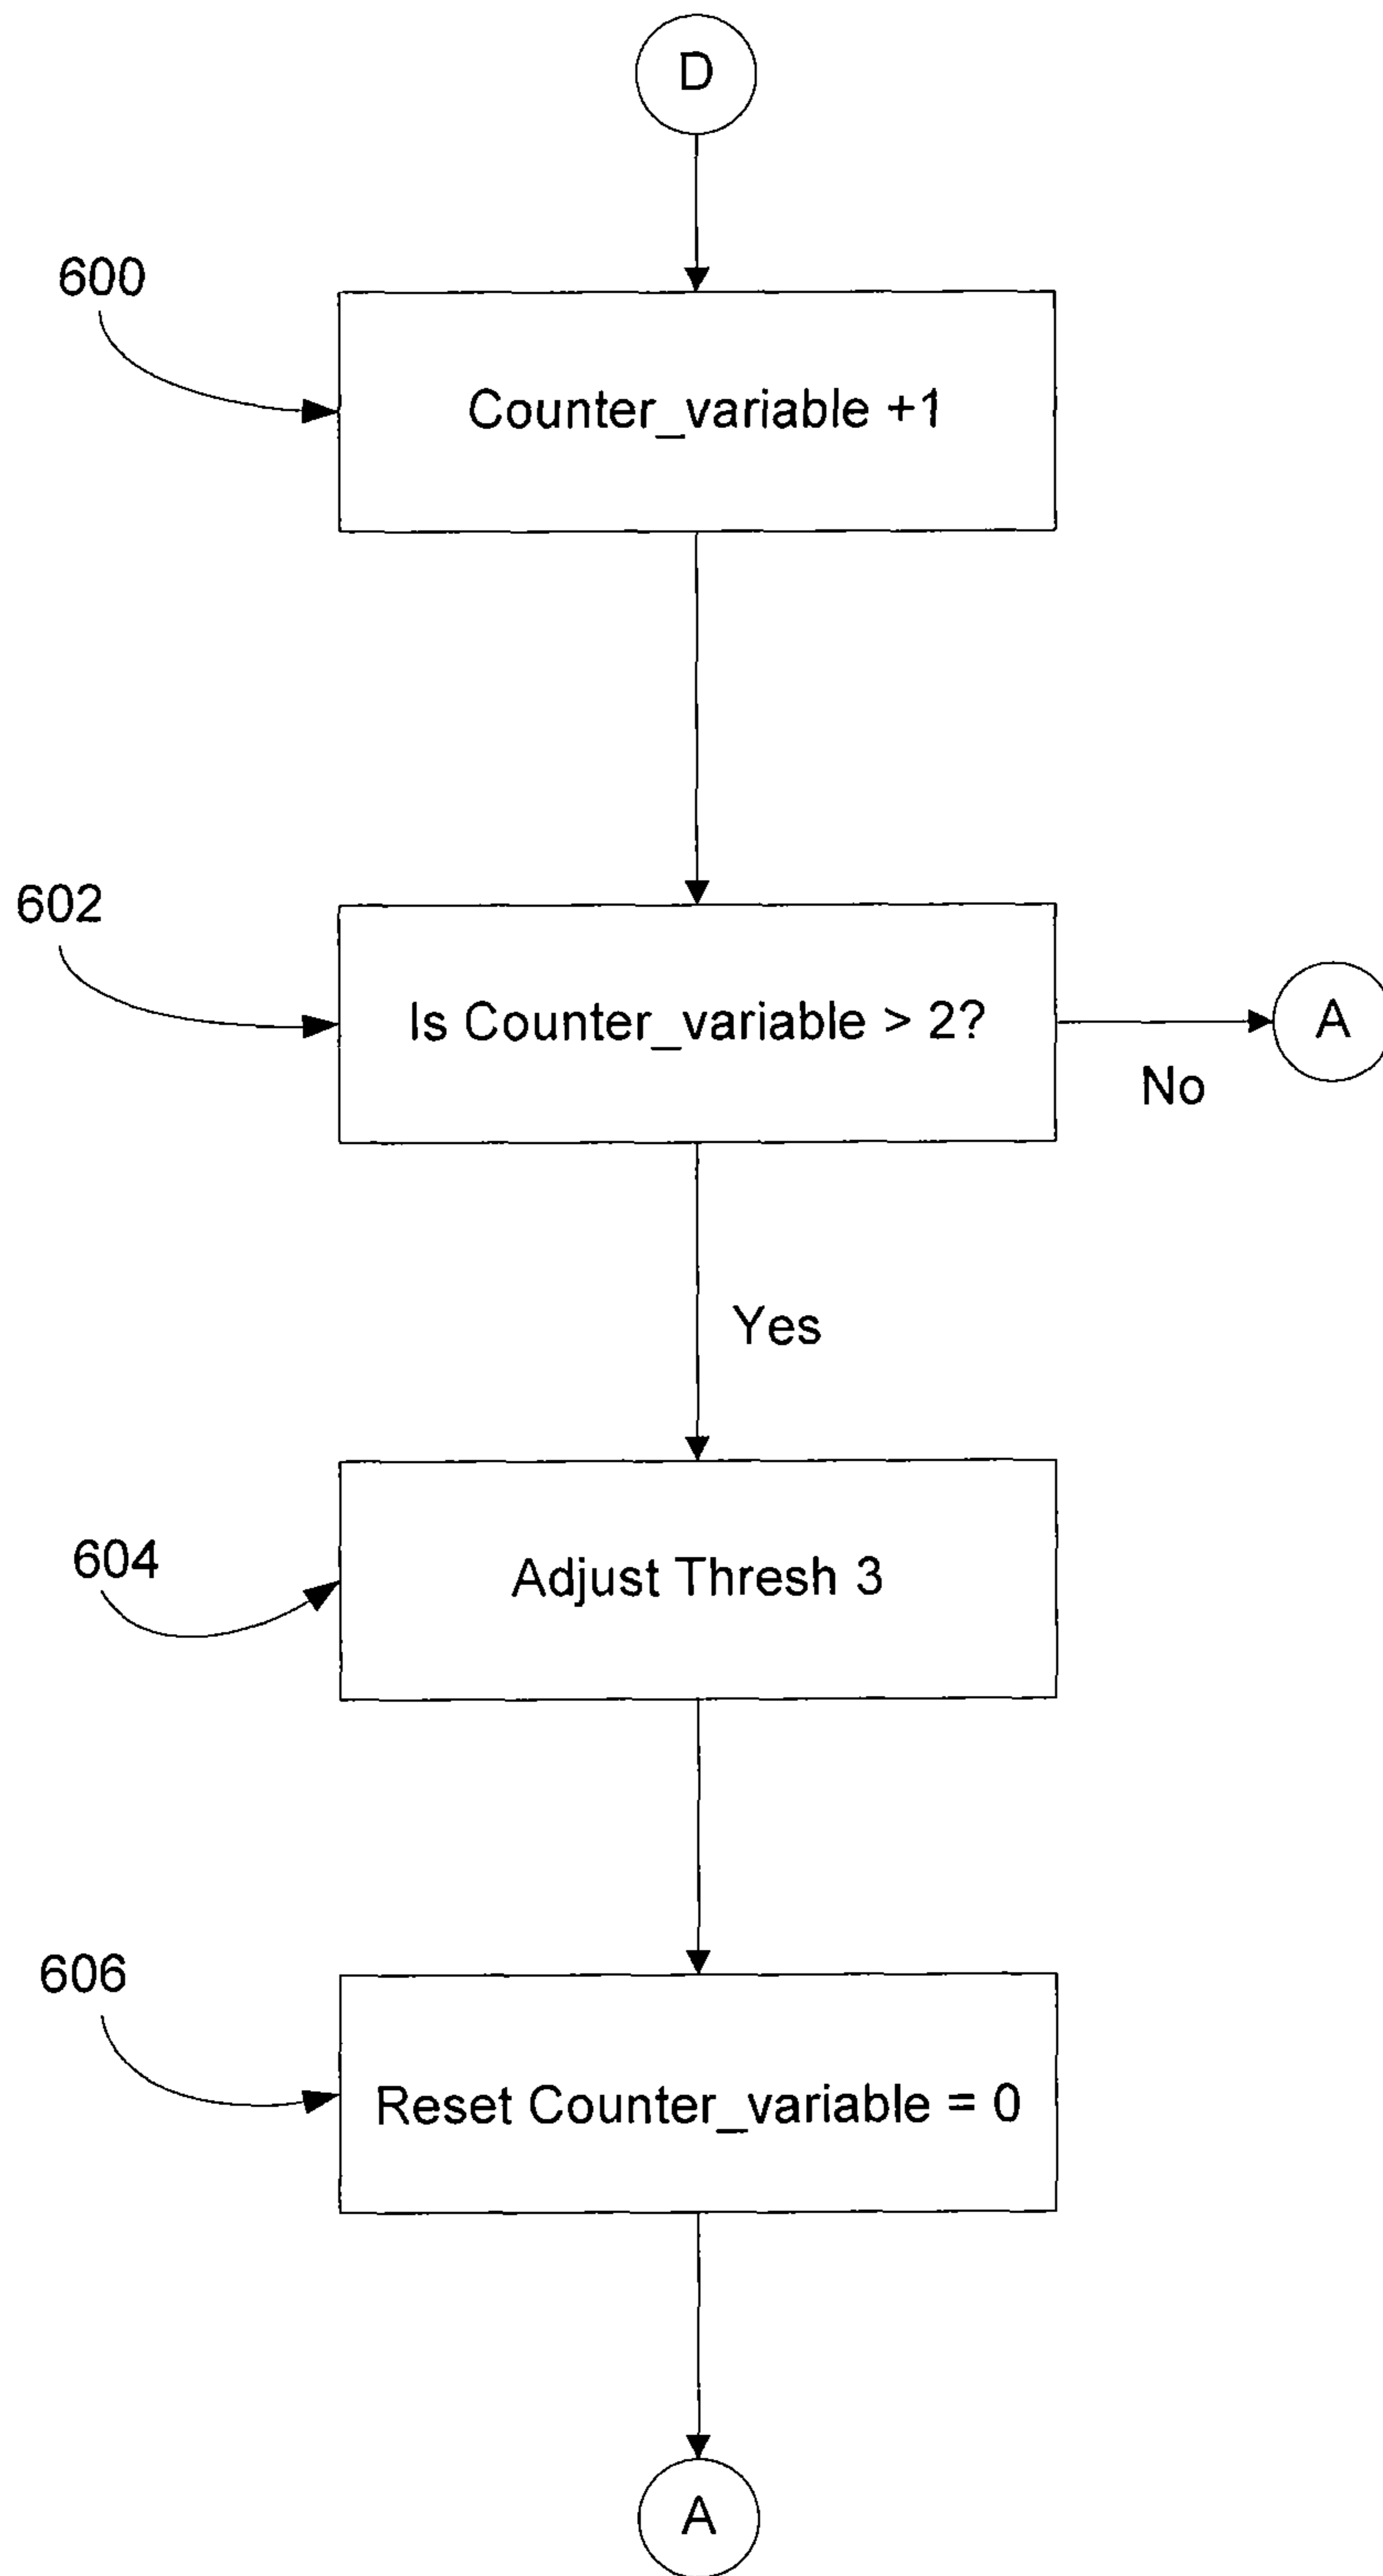 D
600
Counter_variable +1
602
Is Counter_variable > 2?
A
No
Yes
604
Adjust Thresh 3
606
Reset Counter_variable = 0
A